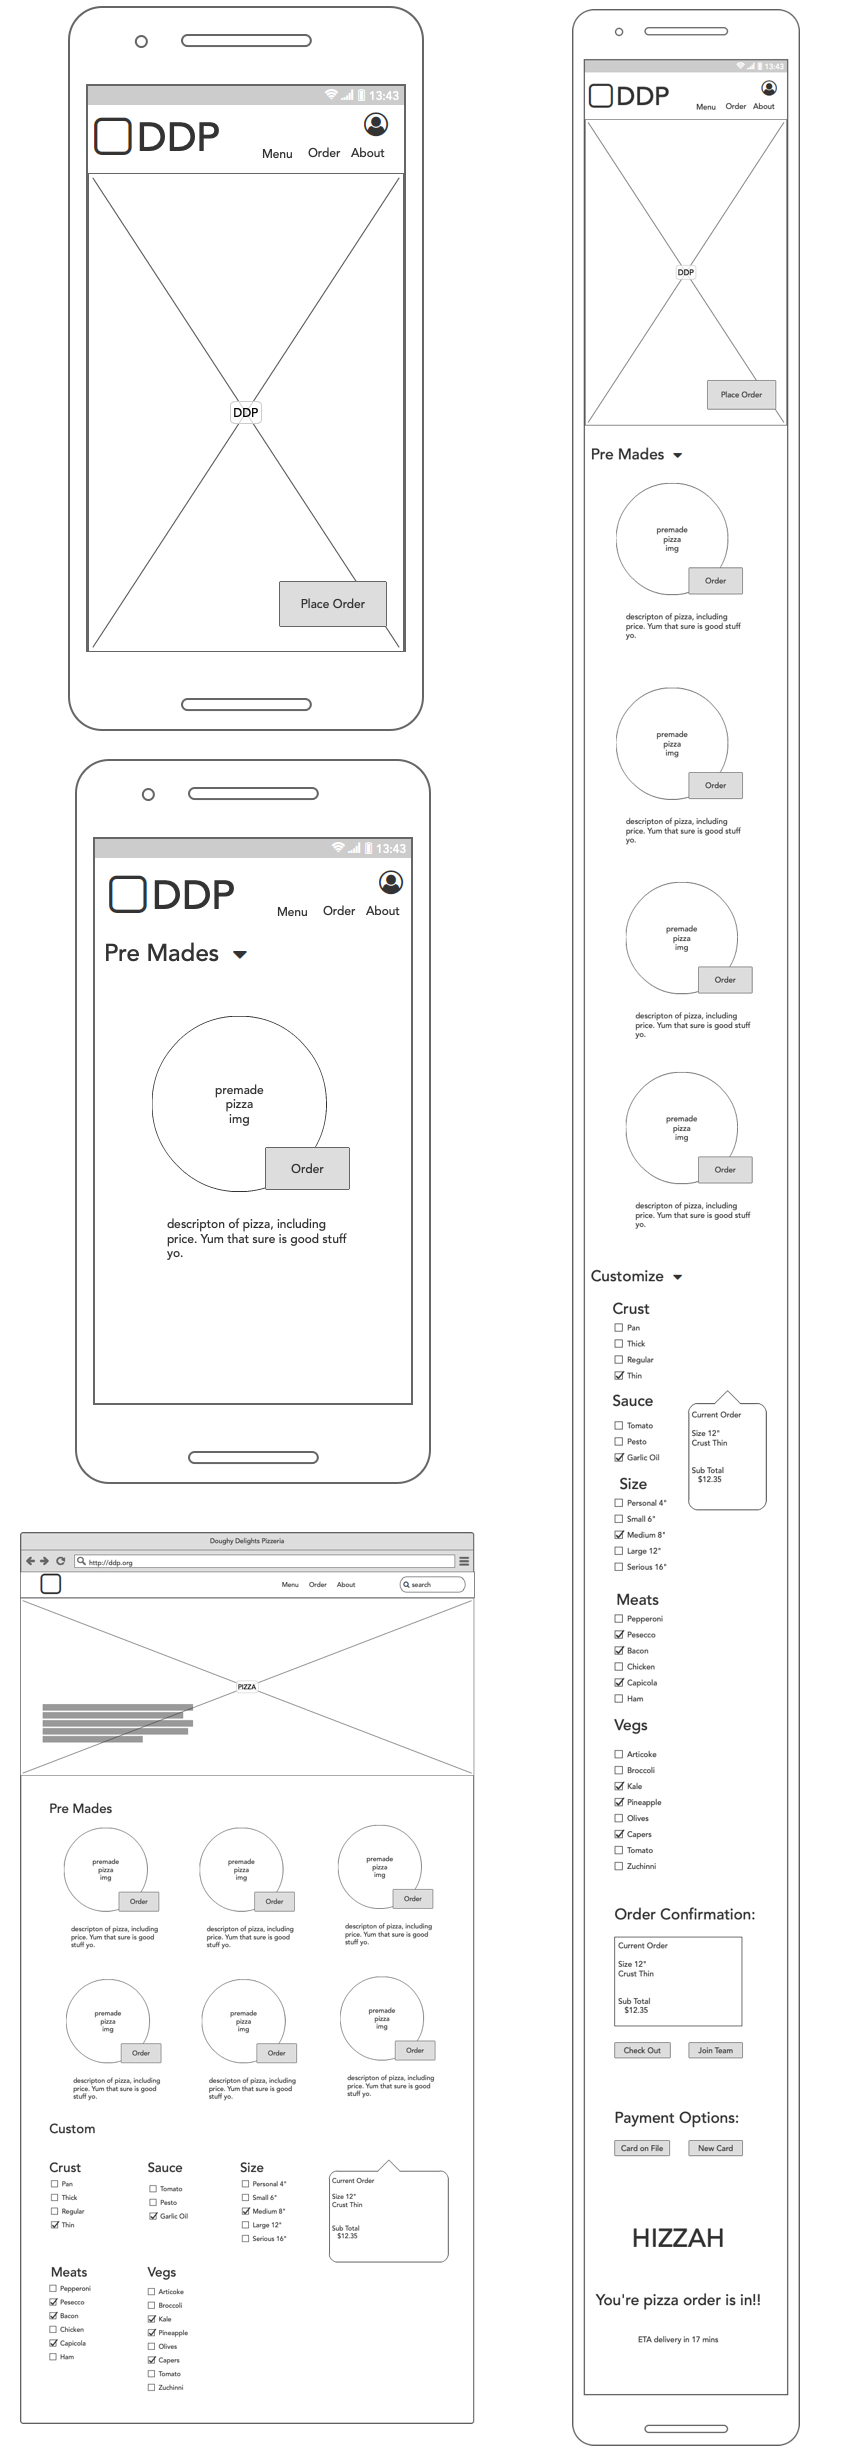 13:43
DDP
Menu Order About
DDP
Place Order
13:43
DDP
Menu Order About
Pre Mades
premade
pizza
img
Order
descripton of pizza, including
price. Yum that sure is good stuff
yo.
Doughy Delights Pizzeria
http://ddp.org
Menu Order About search
PIZZA
Pre Mades
premade
pizza
img
Order
descripton of pizza, including
price. Yum that sure is good
stuff yo.
premade
pizza
img
Order
descripton of pizza, including
price. Yum that sure is good
stuff yo.
premade
pizza
img
Order
descripton of pizza, including
price. Yum that sure is good
stuff yo.
premade
pizza
img
Order
descripton of pizza, including
price. Yum that sure is good
stuff yo.
premade
pizza
img
Order
descripton of pizza, including
price. Yum that sure is good
stuff yo.
premade
pizza
img
Order
descripton of pizza, including
price. Yum that sure is good
stuff yo.
Custom
Crust
Pan
Thick
Regular
Thin
Sauce
Tomato
Pesto
Garlic Oil
Size
Personal 4"
Small 6"
Medium 8"
Large 12"
Serious 16"
Current Order
Size 12"
Crust Thin
Sub Total
$12.35
Meats
Pepperoni
Pesecco
Bacon
Chicken
Capicola
Ham
Vegs
Articoke
Broccoli
Kale
Pineapple
Olives
Capers
Tomato
Zuchinni
13:43
DDP
Menu Order About
DDP
Place Order
Pre Mades
premade
pizza
img
Order
descripton of pizza, including
price. Yum that sure is good stuff
yo.
premade
pizza
img
Order
descripton of pizza, including
price. Yum that sure is good stuff
yo.
premade
pizza
img
Order
descripton of pizza, including
price. Yum that sure is good stuff
yo.
premade
pizza
img
Order
descripton of pizza, including
price. Yum that sure is good stuff
yo.
Customize
Crust
Pan
Thick
Regular
Thin
Sauce
Tomato
Pesto
Garlic Oil
Current Order
Size 12"
Crust Thin
Sub Total
$12.35
Size
Personal 4"
Small 6"
Medium 8"
Large 12"
Serious 16"
Meats
Pepperoni
Pesecco
Bacon
Chicken
Capicola
Ham
Vegs
Articoke
Broccoli
Kale
Pineapple
Olives
Capers
Tomato
Zuchinni
Order Confirmation:
Current Order
Size 12"
Crust Thin
Sub Total
$12.35
Check Out Join Team
Payment Options:
Card on File New Card
HIZZAH
You're pizza order is in!!
ETA delivery in 17 mins